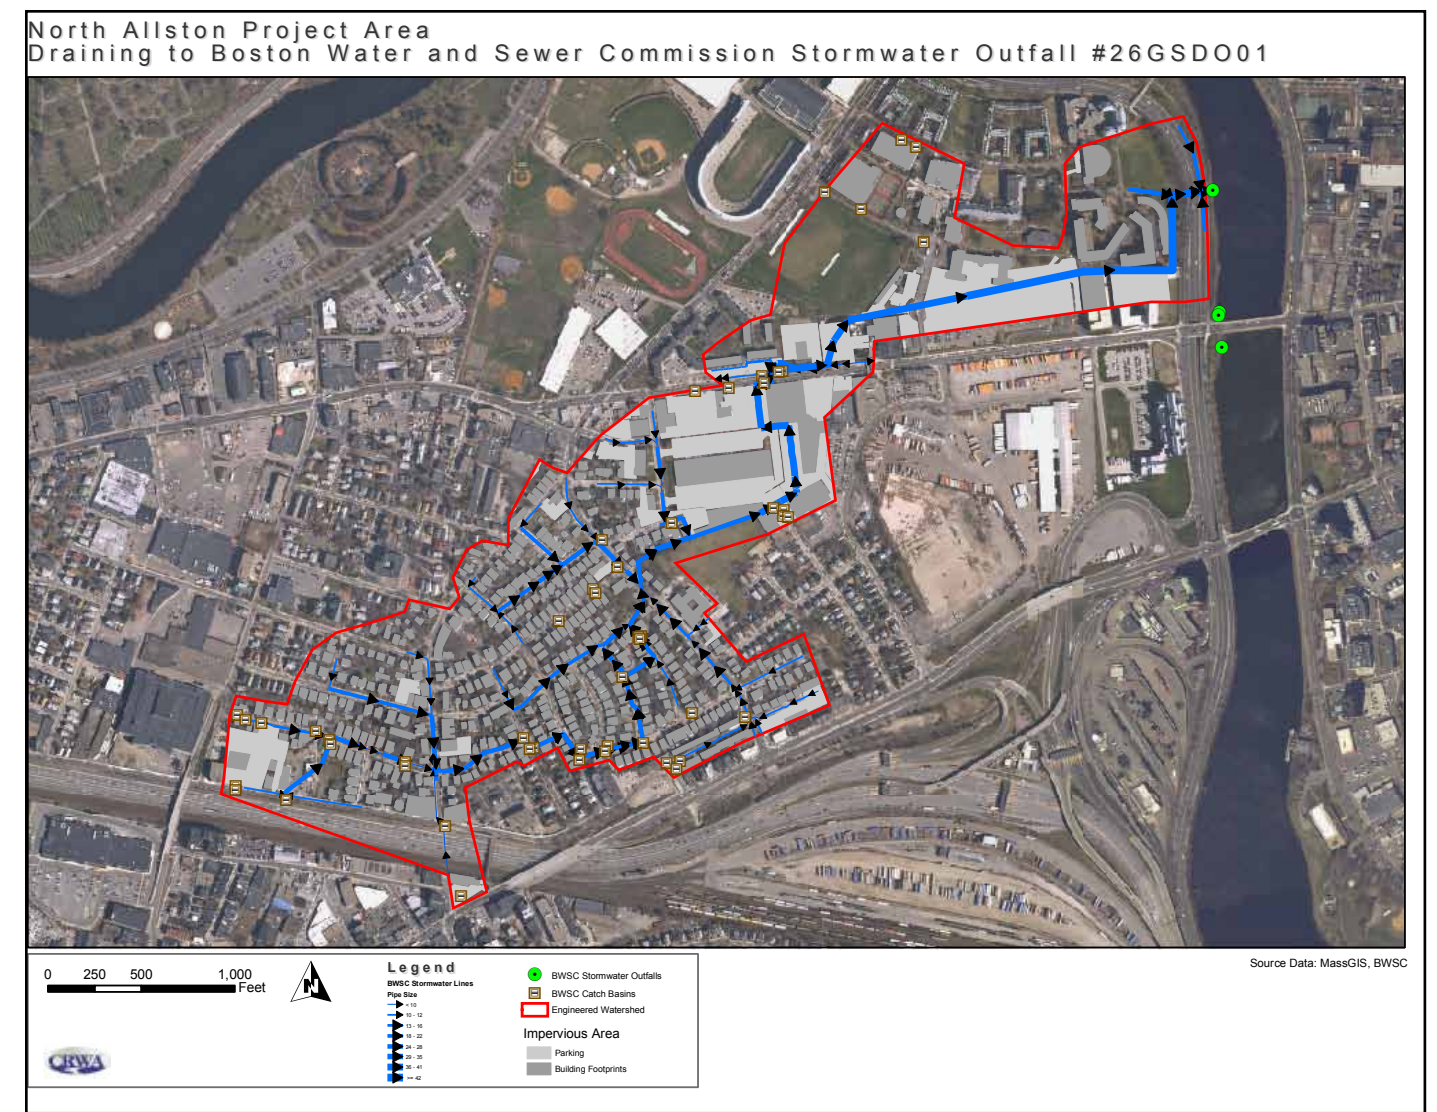 North Allston Project Area
Draining to Boston Water and Sewer Commission Stormwater Outfall #26GSDO01
0 250 500 1,000
Feet
N
CRWA
Legend
BWSC Stormwater Lines
Pipe Size
< 10
10 - 12
13 - 16
18 - 22
24 - 28
29 - 35
36 - 41
>= 42
BWSC Stormwater Outfalls
BWSC Catch Basins
Engineered Watershed
Impervious Area
Parking
Building Footprints
Source Data: MassGIS, BWSC